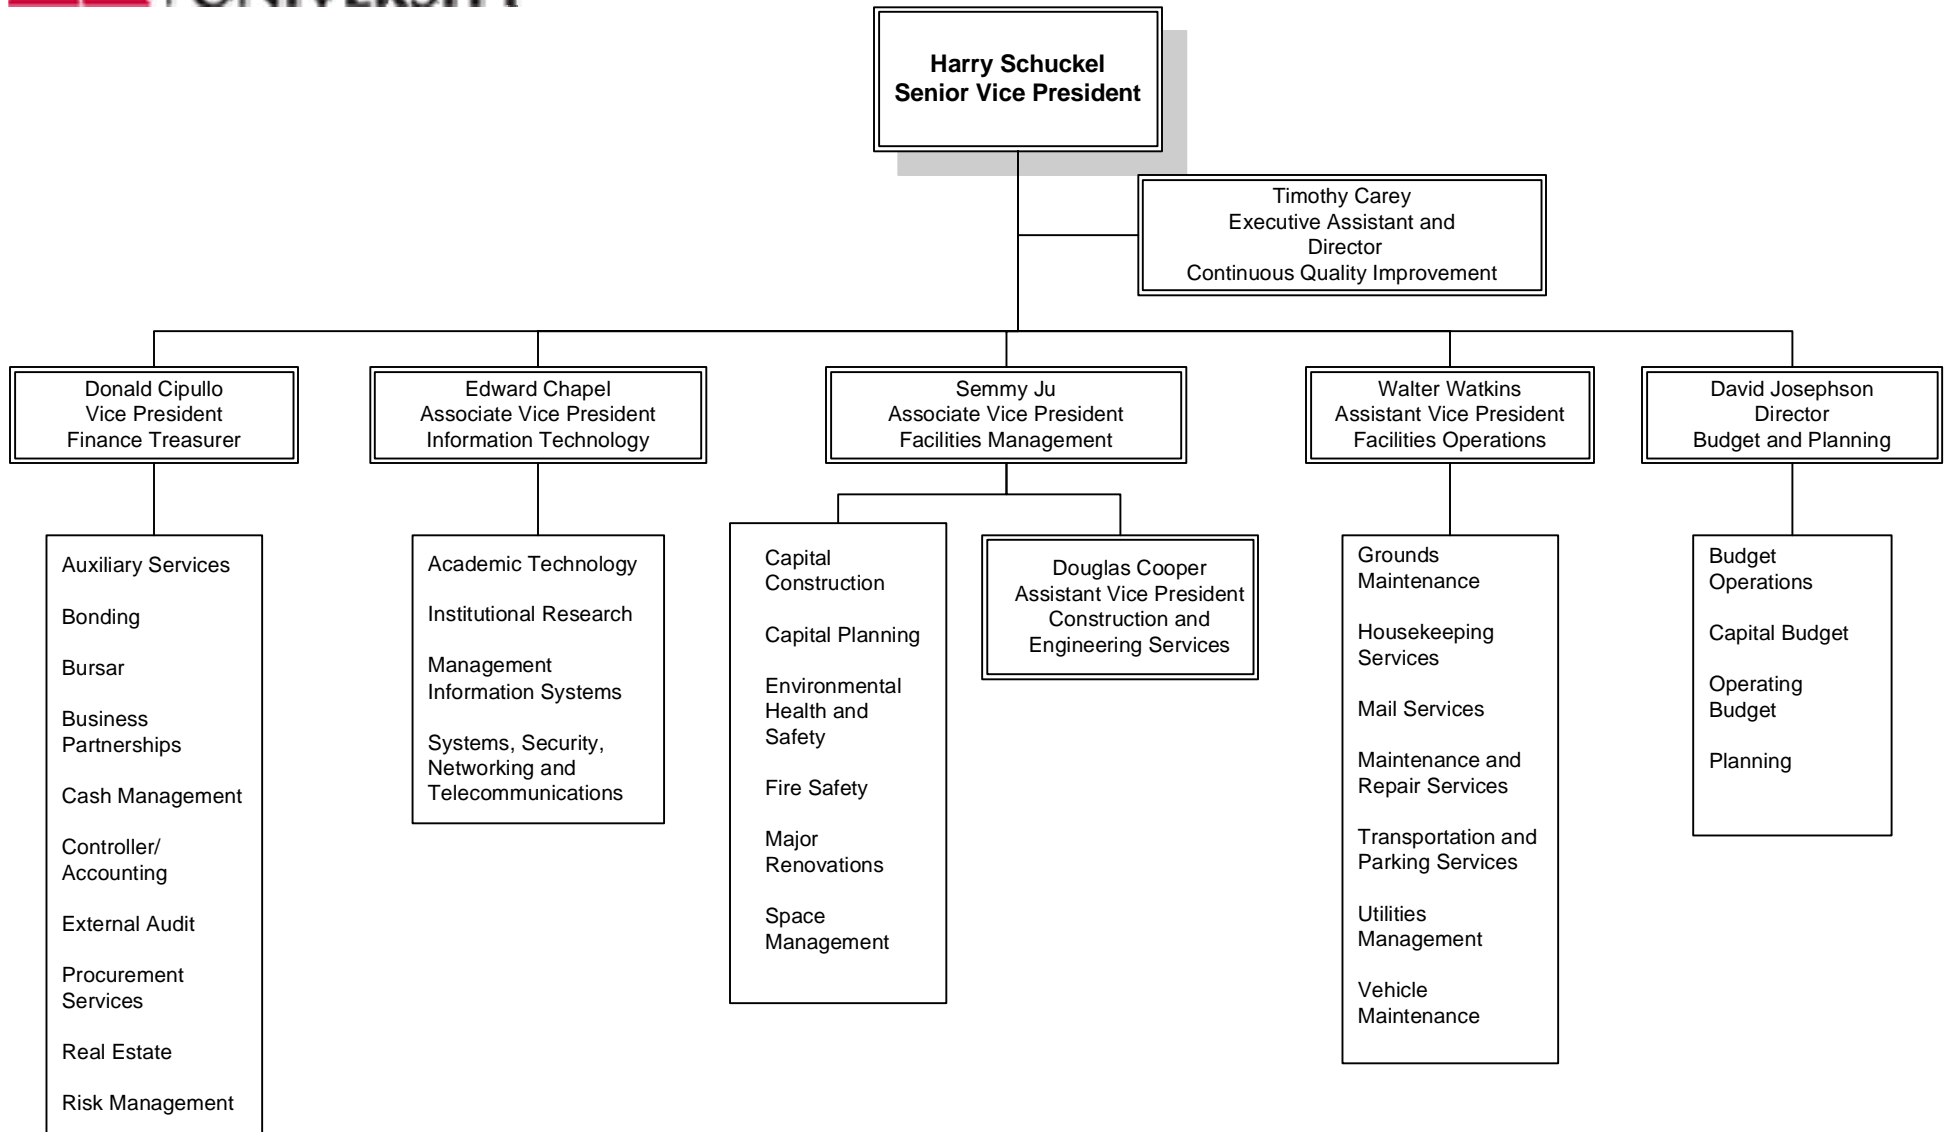 UNIVERSITY
Harry Schuckel
Senior Vice President
Timothy Carey
Executive Assistant and
Director
Continuous Quality Improvement
Donald Cipullo
Vice President
Finance Treasurer
Edward Chapel
Associate Vice President
Information Technology
Semmy Ju
Associate Vice President
Facilities Management
Walter Watkins
Assistant Vice President
Facilities Operations
David Josephson
Director
Budget and Planning
Auxiliary Services
Bonding
Bursar
Business
Partnerships
Cash Management
Controller/
Accounting
External Audit
Procurement
Services
Real Estate
Risk Management
Academic Technology
Institutional Research
Management
Information Systems
Systems, Security,
Networking and
Telecommunications
Capital
Construction
Capital Planning
Environmental
Health and
Safety
Fire Safety
Major
Renovations
Space
Management
Douglas Cooper
Assistant Vice President
Construction and
Engineering Services
Grounds
Maintenance
Housekeeping
Services
Mail Services
Maintenance and
Repair Services
Transportation and
Parking Services
Utilities
Management
Vehicle
Maintenance
Budget
Operations
Capital Budget
Operating
Budget
Planning